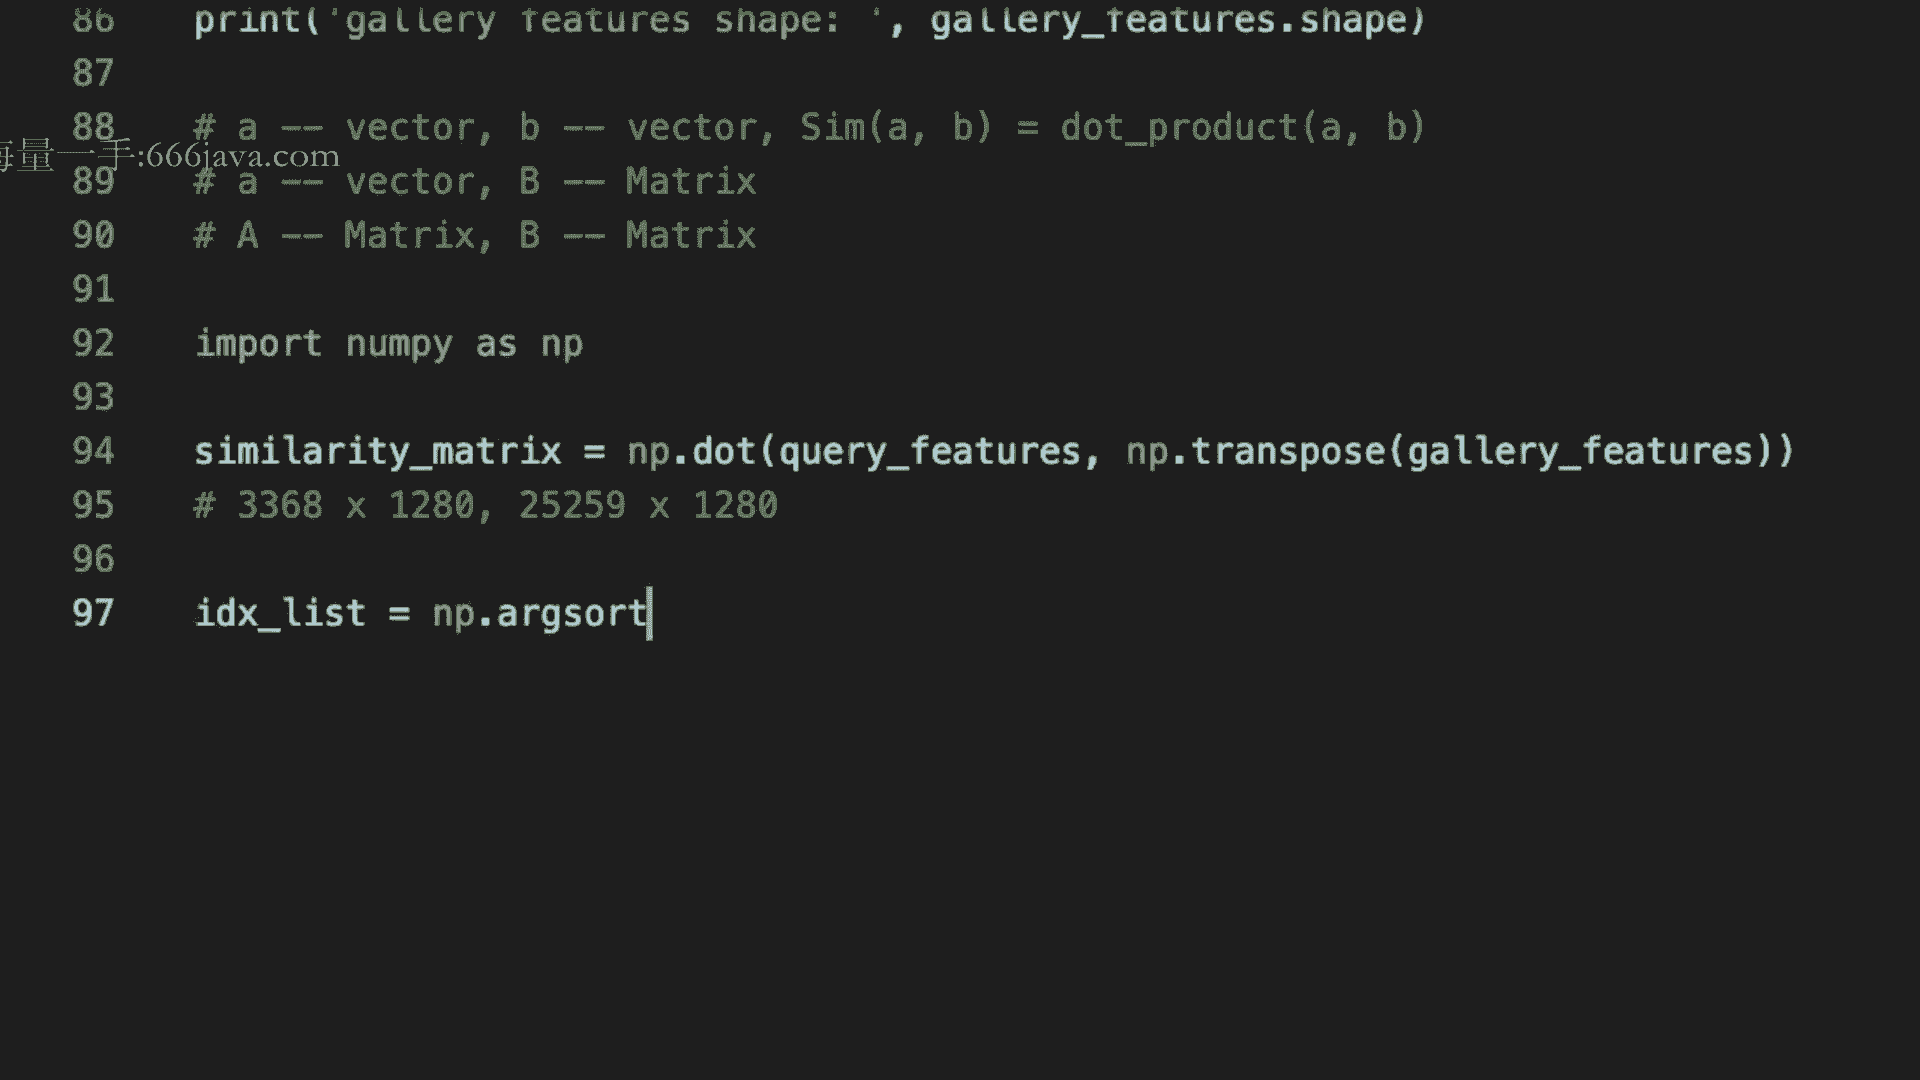 86 print('gallery features shape: ', gallery_features.shape)
87
88 # a -- vector, b -- vector, Sim(a, b) = dot_product(a, b)
海量一手:666java.com
89 # a -- vector, B -- Matrix
90 # A -- Matrix, B -- Matrix
91
92 import numpy as np
93
94 similarity_matrix = np.dot(query_features, np.transpose(gallery_features))
95 # 3368 x 1280, 25259 x 1280
96
97 idx_list = np.argsort